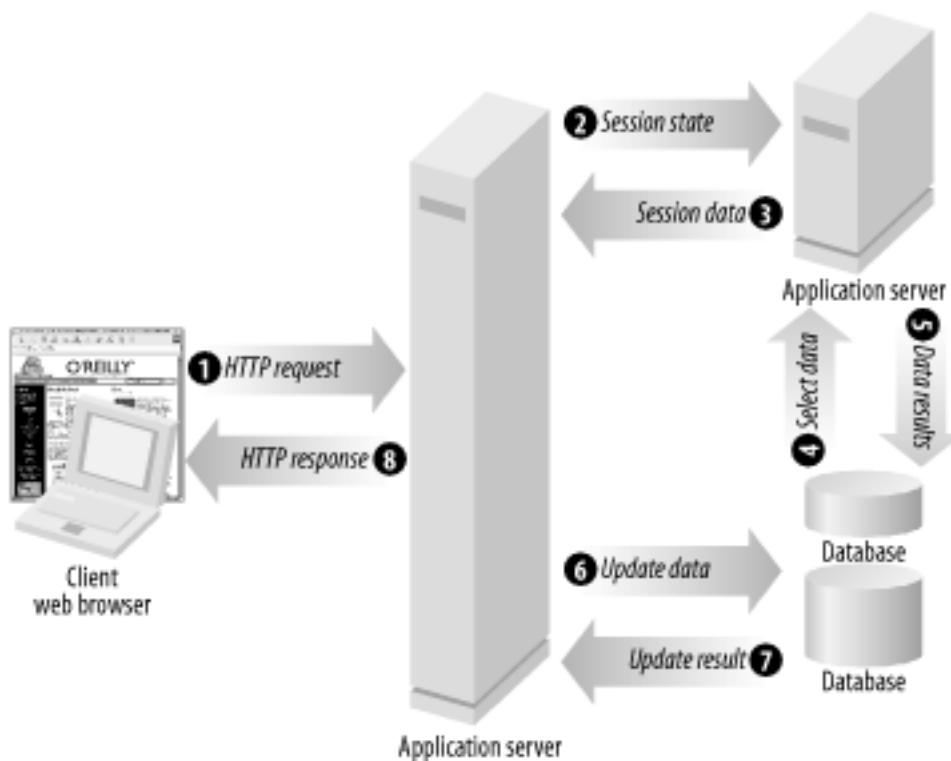 2 Session state
Session data 3
Application server
O'REILLY
1 HTTP request
HTTP response 8
4 Select data
5 Data results
Client
web browser
6 Update data
Database
Update result 7
Database
Application server